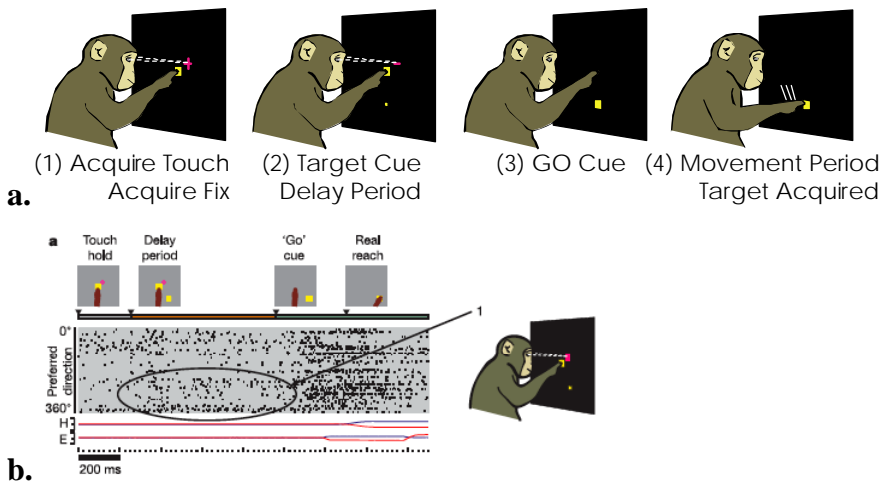 (1) Acquire Touch
Acquire Fix
(2) Target Cue
Delay Period
(3) GO Cue
(4) Movement Period
Target Acquired
a.
a
Touch
hold
Delay
period
'Go'
cue
Real
reach
1
0°
Preferred
direction
360°
H
E
200 ms
b.